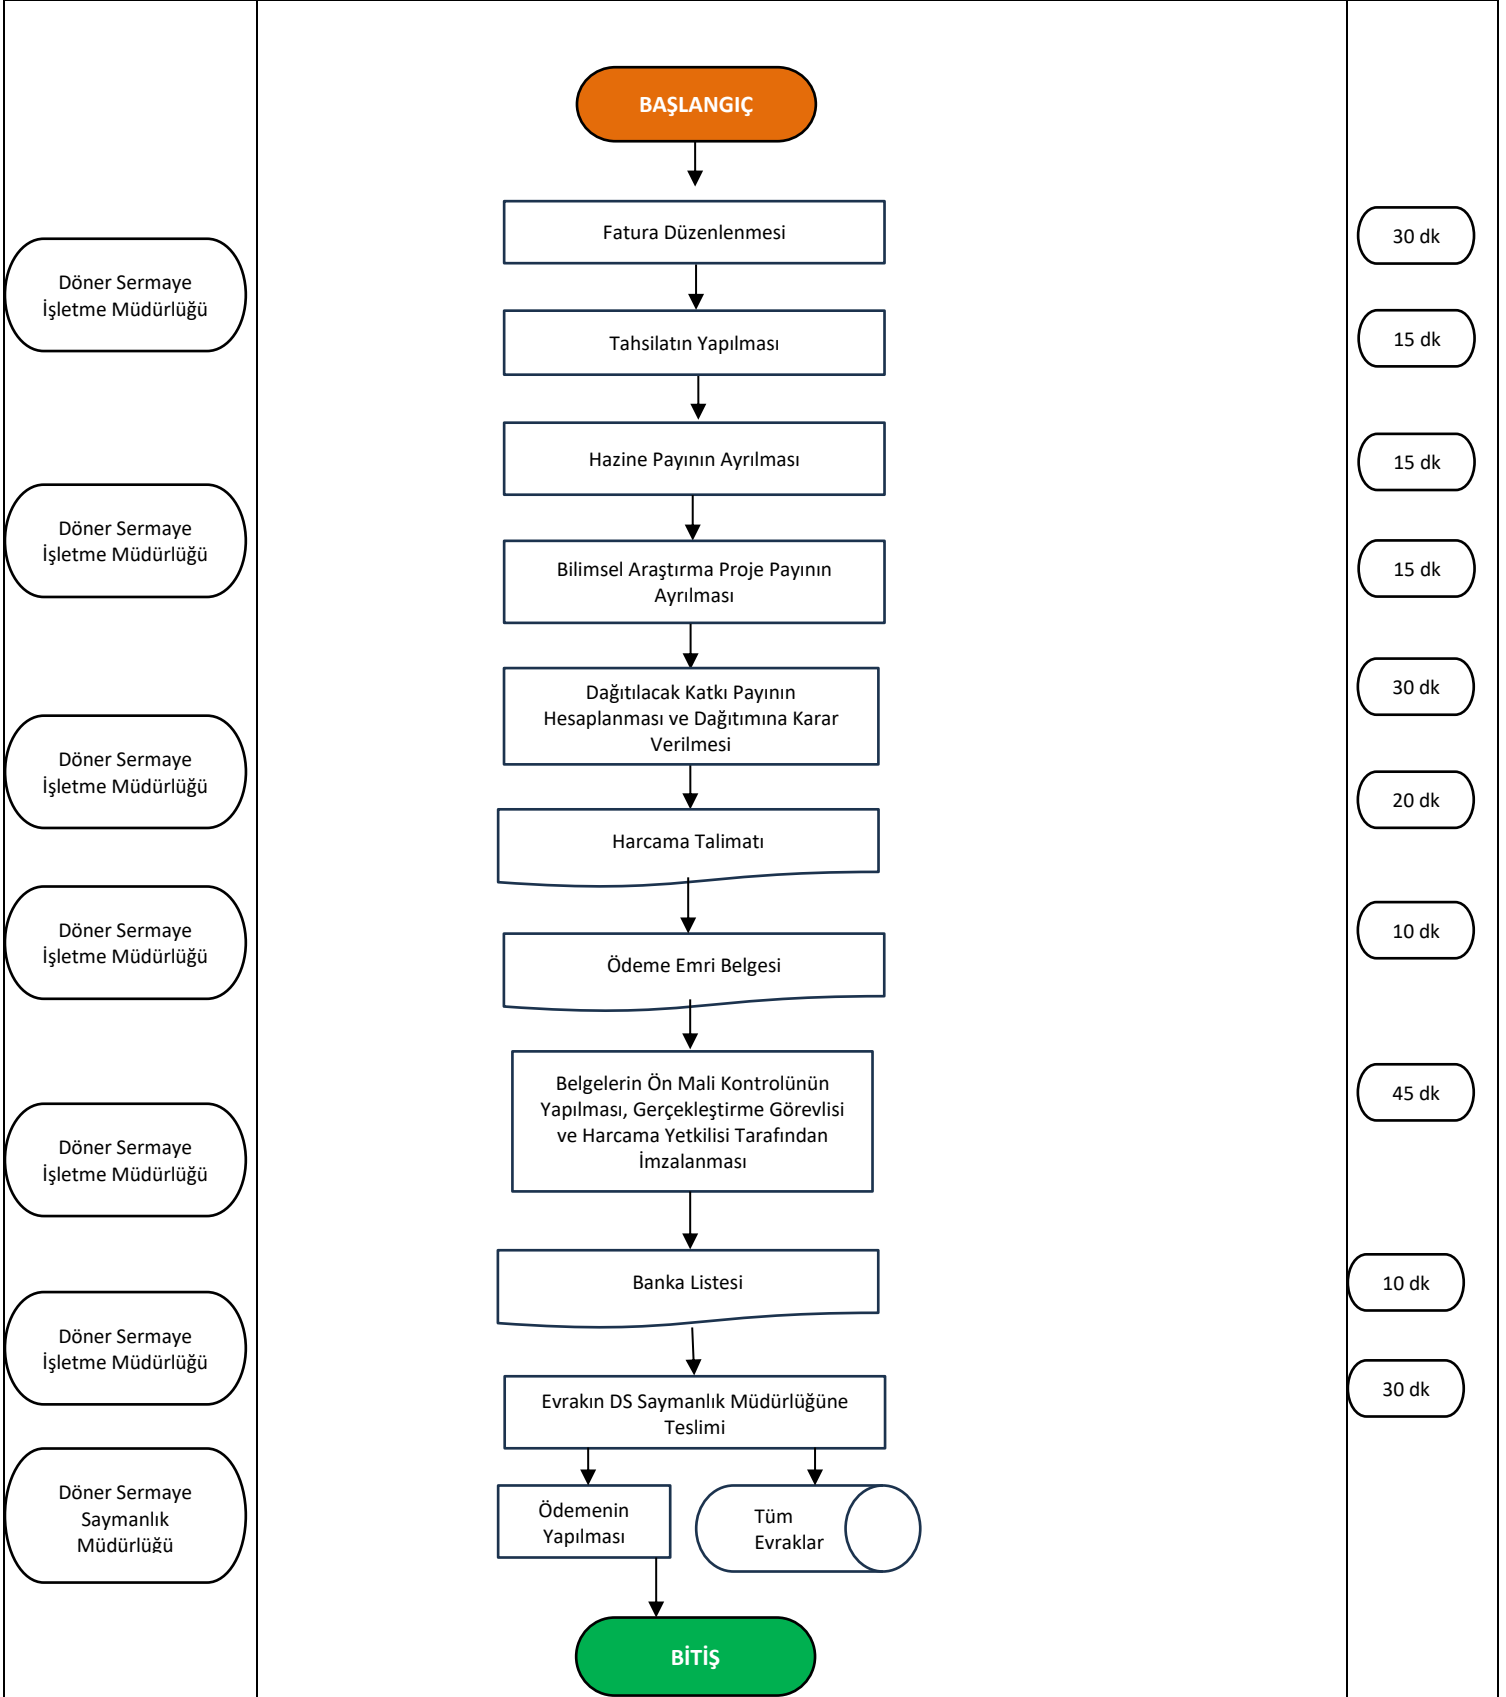 BAŞLANGIÇ
Fatura Düzenlenmesi
30 dk
Döner Sermaye
İşletme Müdürlüğü
Tahsilatın Yapılması
15 dk
Hazine Payının Ayrılması
15 dk
Döner Sermaye
İşletme Müdürlüğü
Bilimsel Araştırma Proje Payının
Ayrılması
15 dk
Dağıtılacak Katkı Payının
Hesaplanması ve Dağıtımına Karar
Verilmesi
30 dk
Döner Sermaye
İşletme Müdürlüğü
Harcama Talimatı
20 dk
Döner Sermaye
İşletme Müdürlüğü
Ödeme Emri Belgesi
10 dk
Belgelerin Ön Mali Kontrolünün
Yapılması, Gerçekleştirme Görevlisi
ve Harcama Yetkilisi Tarafından
İmzalanması
45 dk
Döner Sermaye
İşletme Müdürlüğü
Banka Listesi
10 dk
Döner Sermaye
İşletme Müdürlüğü
Evrakın DS Saymanlık Müdürlüğüne
Teslimi
30 dk
Döner Sermaye
Saymanlık
Müdürlüğü
Ödemenin
Yapılması
Tüm
Evraklar
BİTİŞ